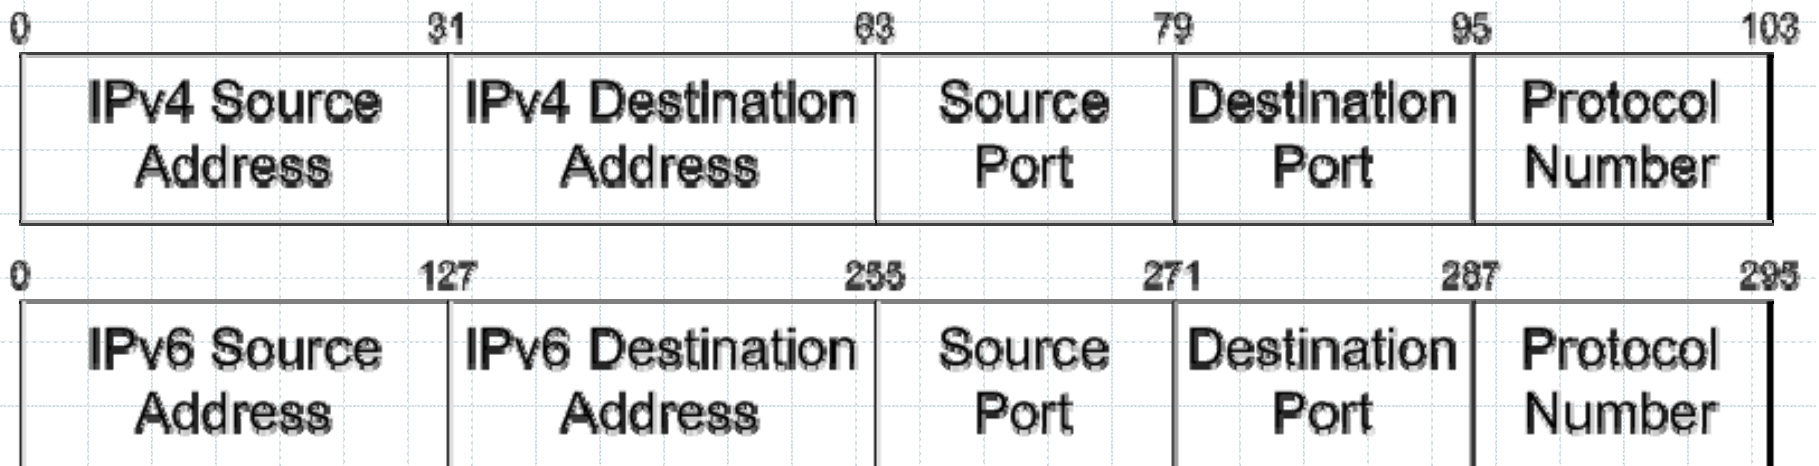 0 31 63 79 95 103
IPv4 Source IPv4 Destination Source Destination Protocol
Address Address Port Port Number
0 127 255 271 287 295
IPv6 Source IPv6 Destination Source Destination Protocol
Address Address Port Port Number